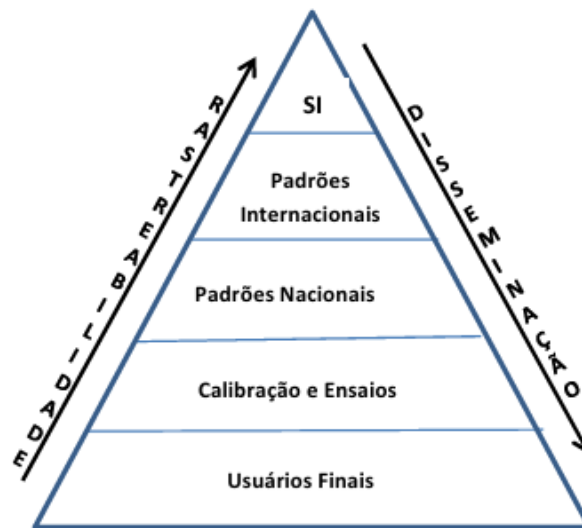 SI
Padrões
Internacionais
Padrões Nacionais
Calibração e Ensaios
Usuários Finais
RASTREABILIDADE
DISSEMINAÇÃO